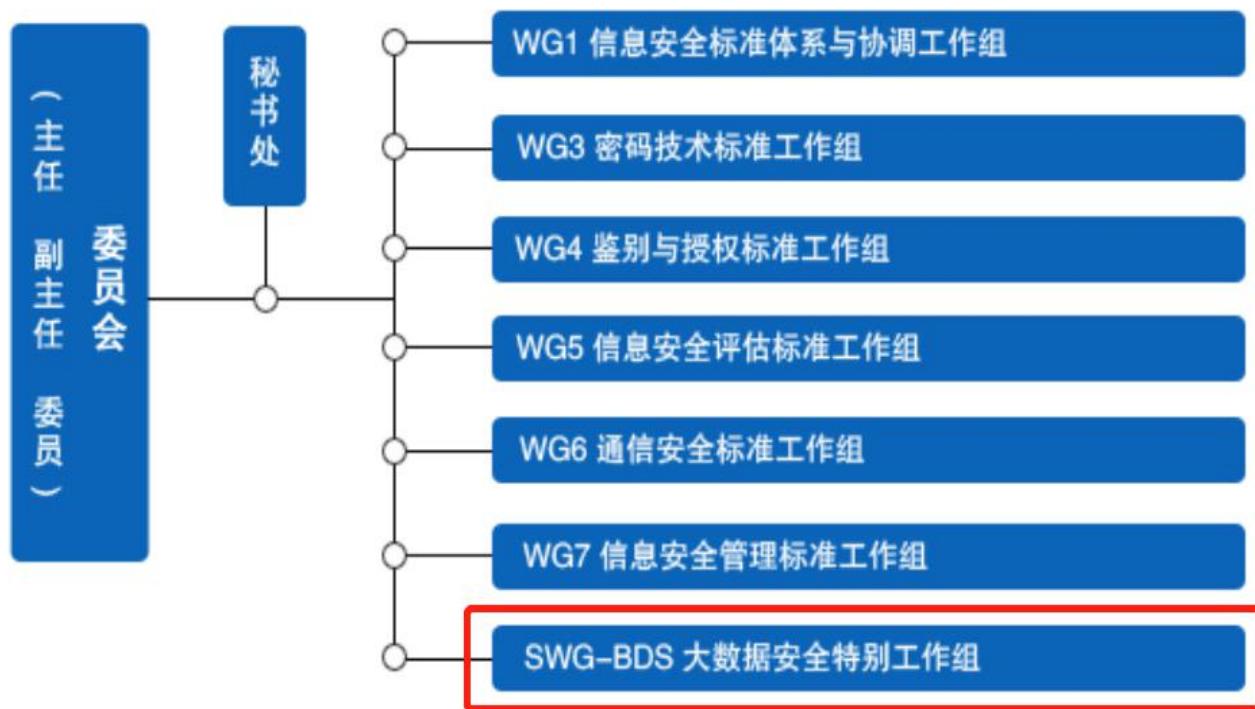 委员会
（主任 副主任 委员）
秘书处
WG1 信息安全标准体系与协调工作组
WG3 密码技术标准工作组
WG4 鉴别与授权标准工作组
WG5 信息安全评估标准工作组
WG6 通信安全标准工作组
WG7 信息安全管理标准工作组
SWG-BDS 大数据安全特别工作组